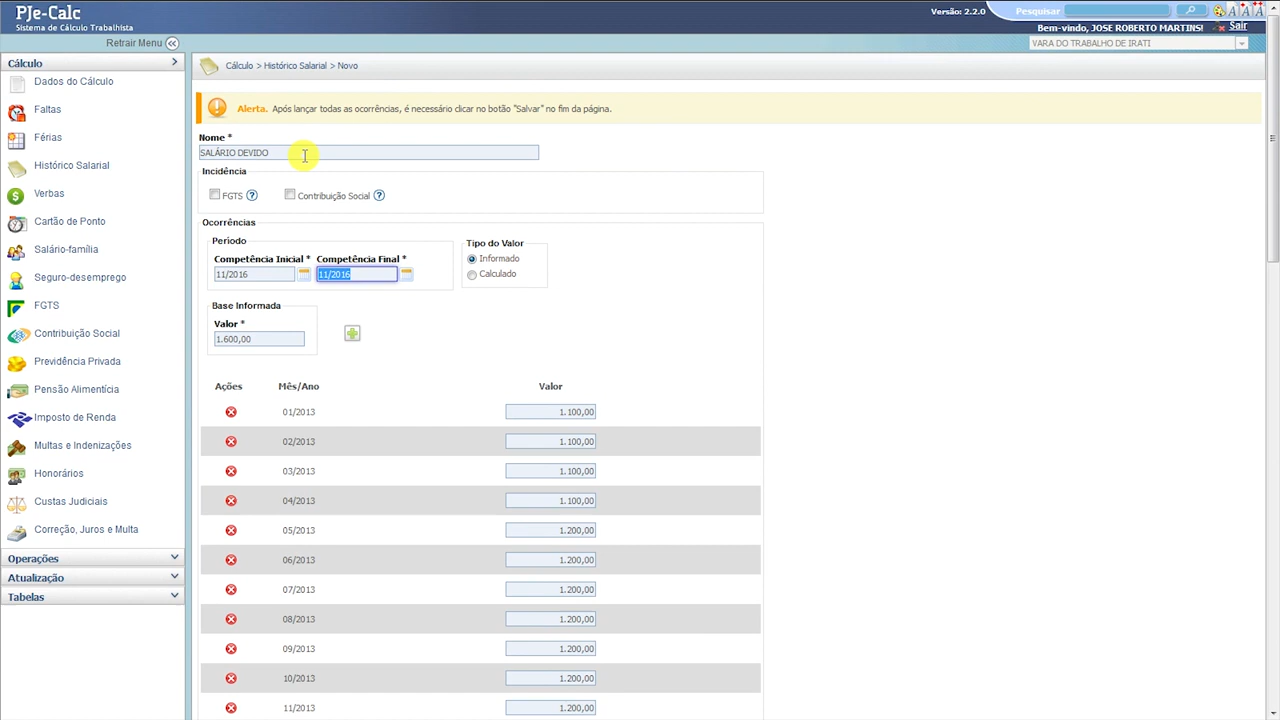 PJe-Calc
Sistema de Cálculo Trabalhista
Versão: 2.2.0
Pesquisar
A A A
Bem-vindo, JOSE ROBERTO MARTINS!
Sair
Retrair Menu
VARA DO TRABALHO DE IRATI
Cálculo
Dados do Cálculo
Faltas
Férias
Histórico Salarial
Verbas
Cartão de Ponto
Salário-família
Seguro-desemprego
FGTS
Contribuição Social
Previdência Privada
Pensão Alimentícia
Imposto de Renda
Multas e Indenizações
Honorários
Custas Judiciais
Correção, Juros e Multa
Operações
Atualização
Tabelas
Cálculo > Histórico Salarial > Novo
Alerta. Após lançar todas as ocorrências, é necessário clicar no botão "Salvar" no fim da página.
Nome *
SALÁRIO DEVIDO
Incidência
FGTS ? Contribuição Social ?
Ocorrências
Período
Competência Inicial * Competência Final *
11/2016 11/2016
Tipo do Valor
Informado
Calculado
Base Informada
Valor *
1.600,00
Ações Mês/Ano Valor
01/2013 1.100,00
02/2013 1.100,00
03/2013 1.100,00
04/2013 1.100,00
05/2013 1.200,00
06/2013 1.200,00
07/2013 1.200,00
08/2013 1.200,00
09/2013 1.200,00
10/2013 1.200,00
11/2013 1.200,00